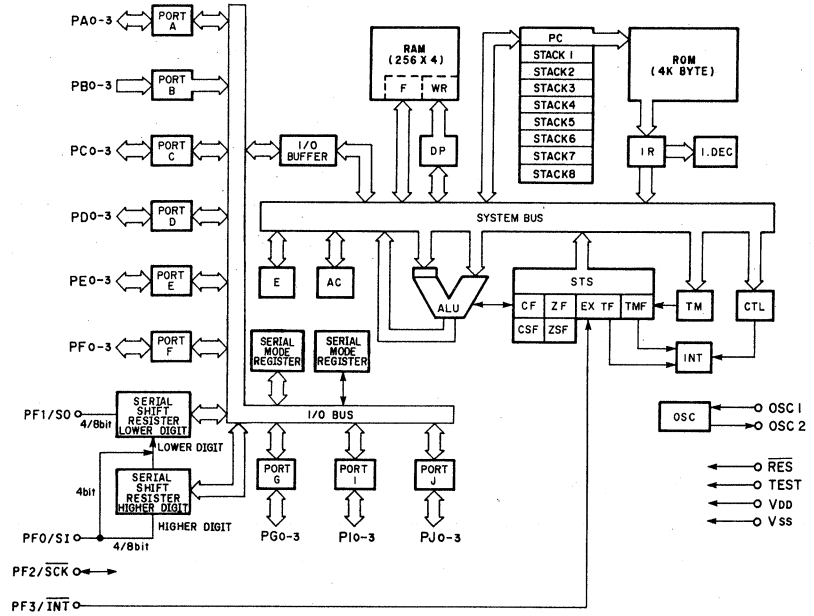 PA0-3
PORT
A
PB0-3
PORT
B
PC0-3
PORT
C
PD0-3
PORT
D
PE0-3
PORT
E
PF0-3
PORT
F
I/O
BUFFER
RAM
(256 X 4)
F
WR
DP
PC
STACK 1
STACK2
STACK3
STACK4
STACK5
STACK6
STACK7
STACK8
ROM
(4K BYTE)
IR
I.DEC
SYSTEM BUS
E
AC
ALU
STS
CF
ZF
EX TF
TMF
CSF
ZSF
TM
CTL
INT
SERIAL
MODE
REGISTER
SERIAL
MODE
REGISTER
I/O BUS
PF1/S0
4/8bit
SERIAL
SHIFT
REGISTER
LOWER DIGIT
LOWER DIGIT
4bit
SERIAL
SHIFT
REGISTER
HIGHER DIGIT
HIGHER DIGIT
PF0/SI
4/8bit
PORT
G
PG0-3
PORT
I
PI0-3
PORT
J
PJ0-3
OSC
OSC 1
OSC 2
RES
TEST
VDD
VSS
PF2/SCK
PF3/INT